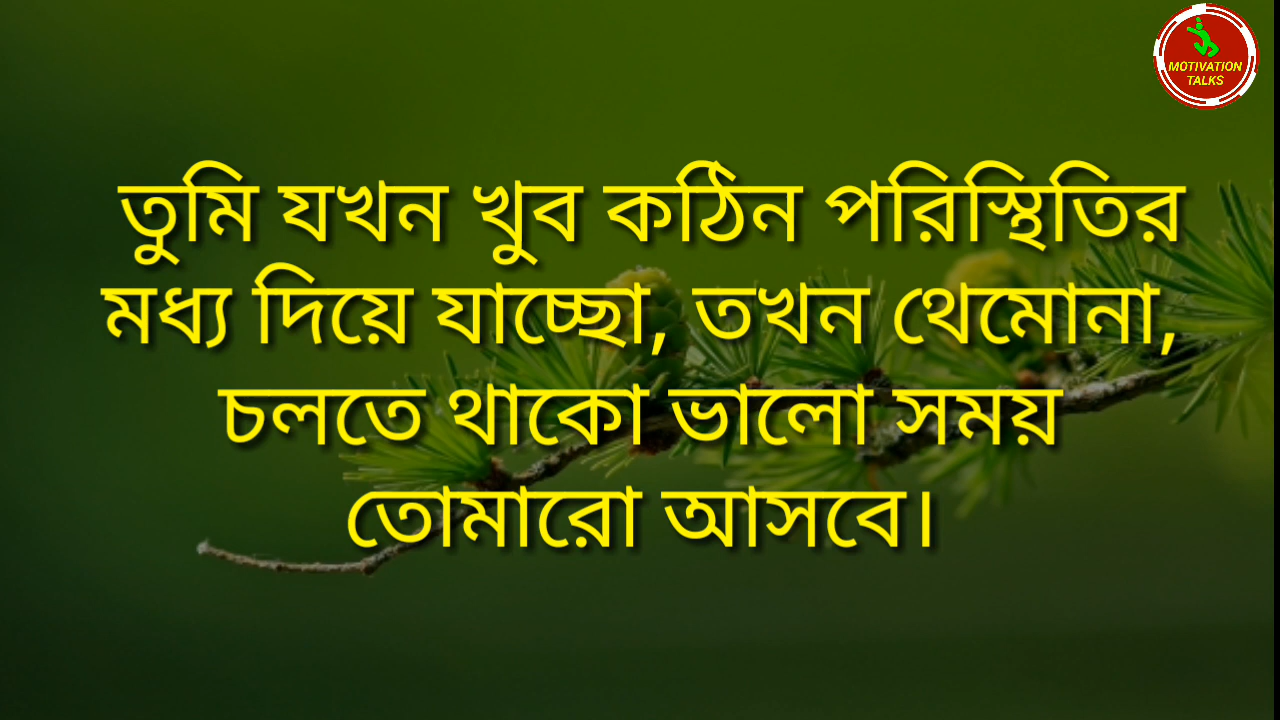 MOTIVATION
TALKS
তুমি যখন খুব কঠিন পরিস্থিতির
মধ্য দিয়ে যাচ্ছো, তখন থেমোনা,
চলতে থাকো ভালো সময়
তোমারো আসবে।